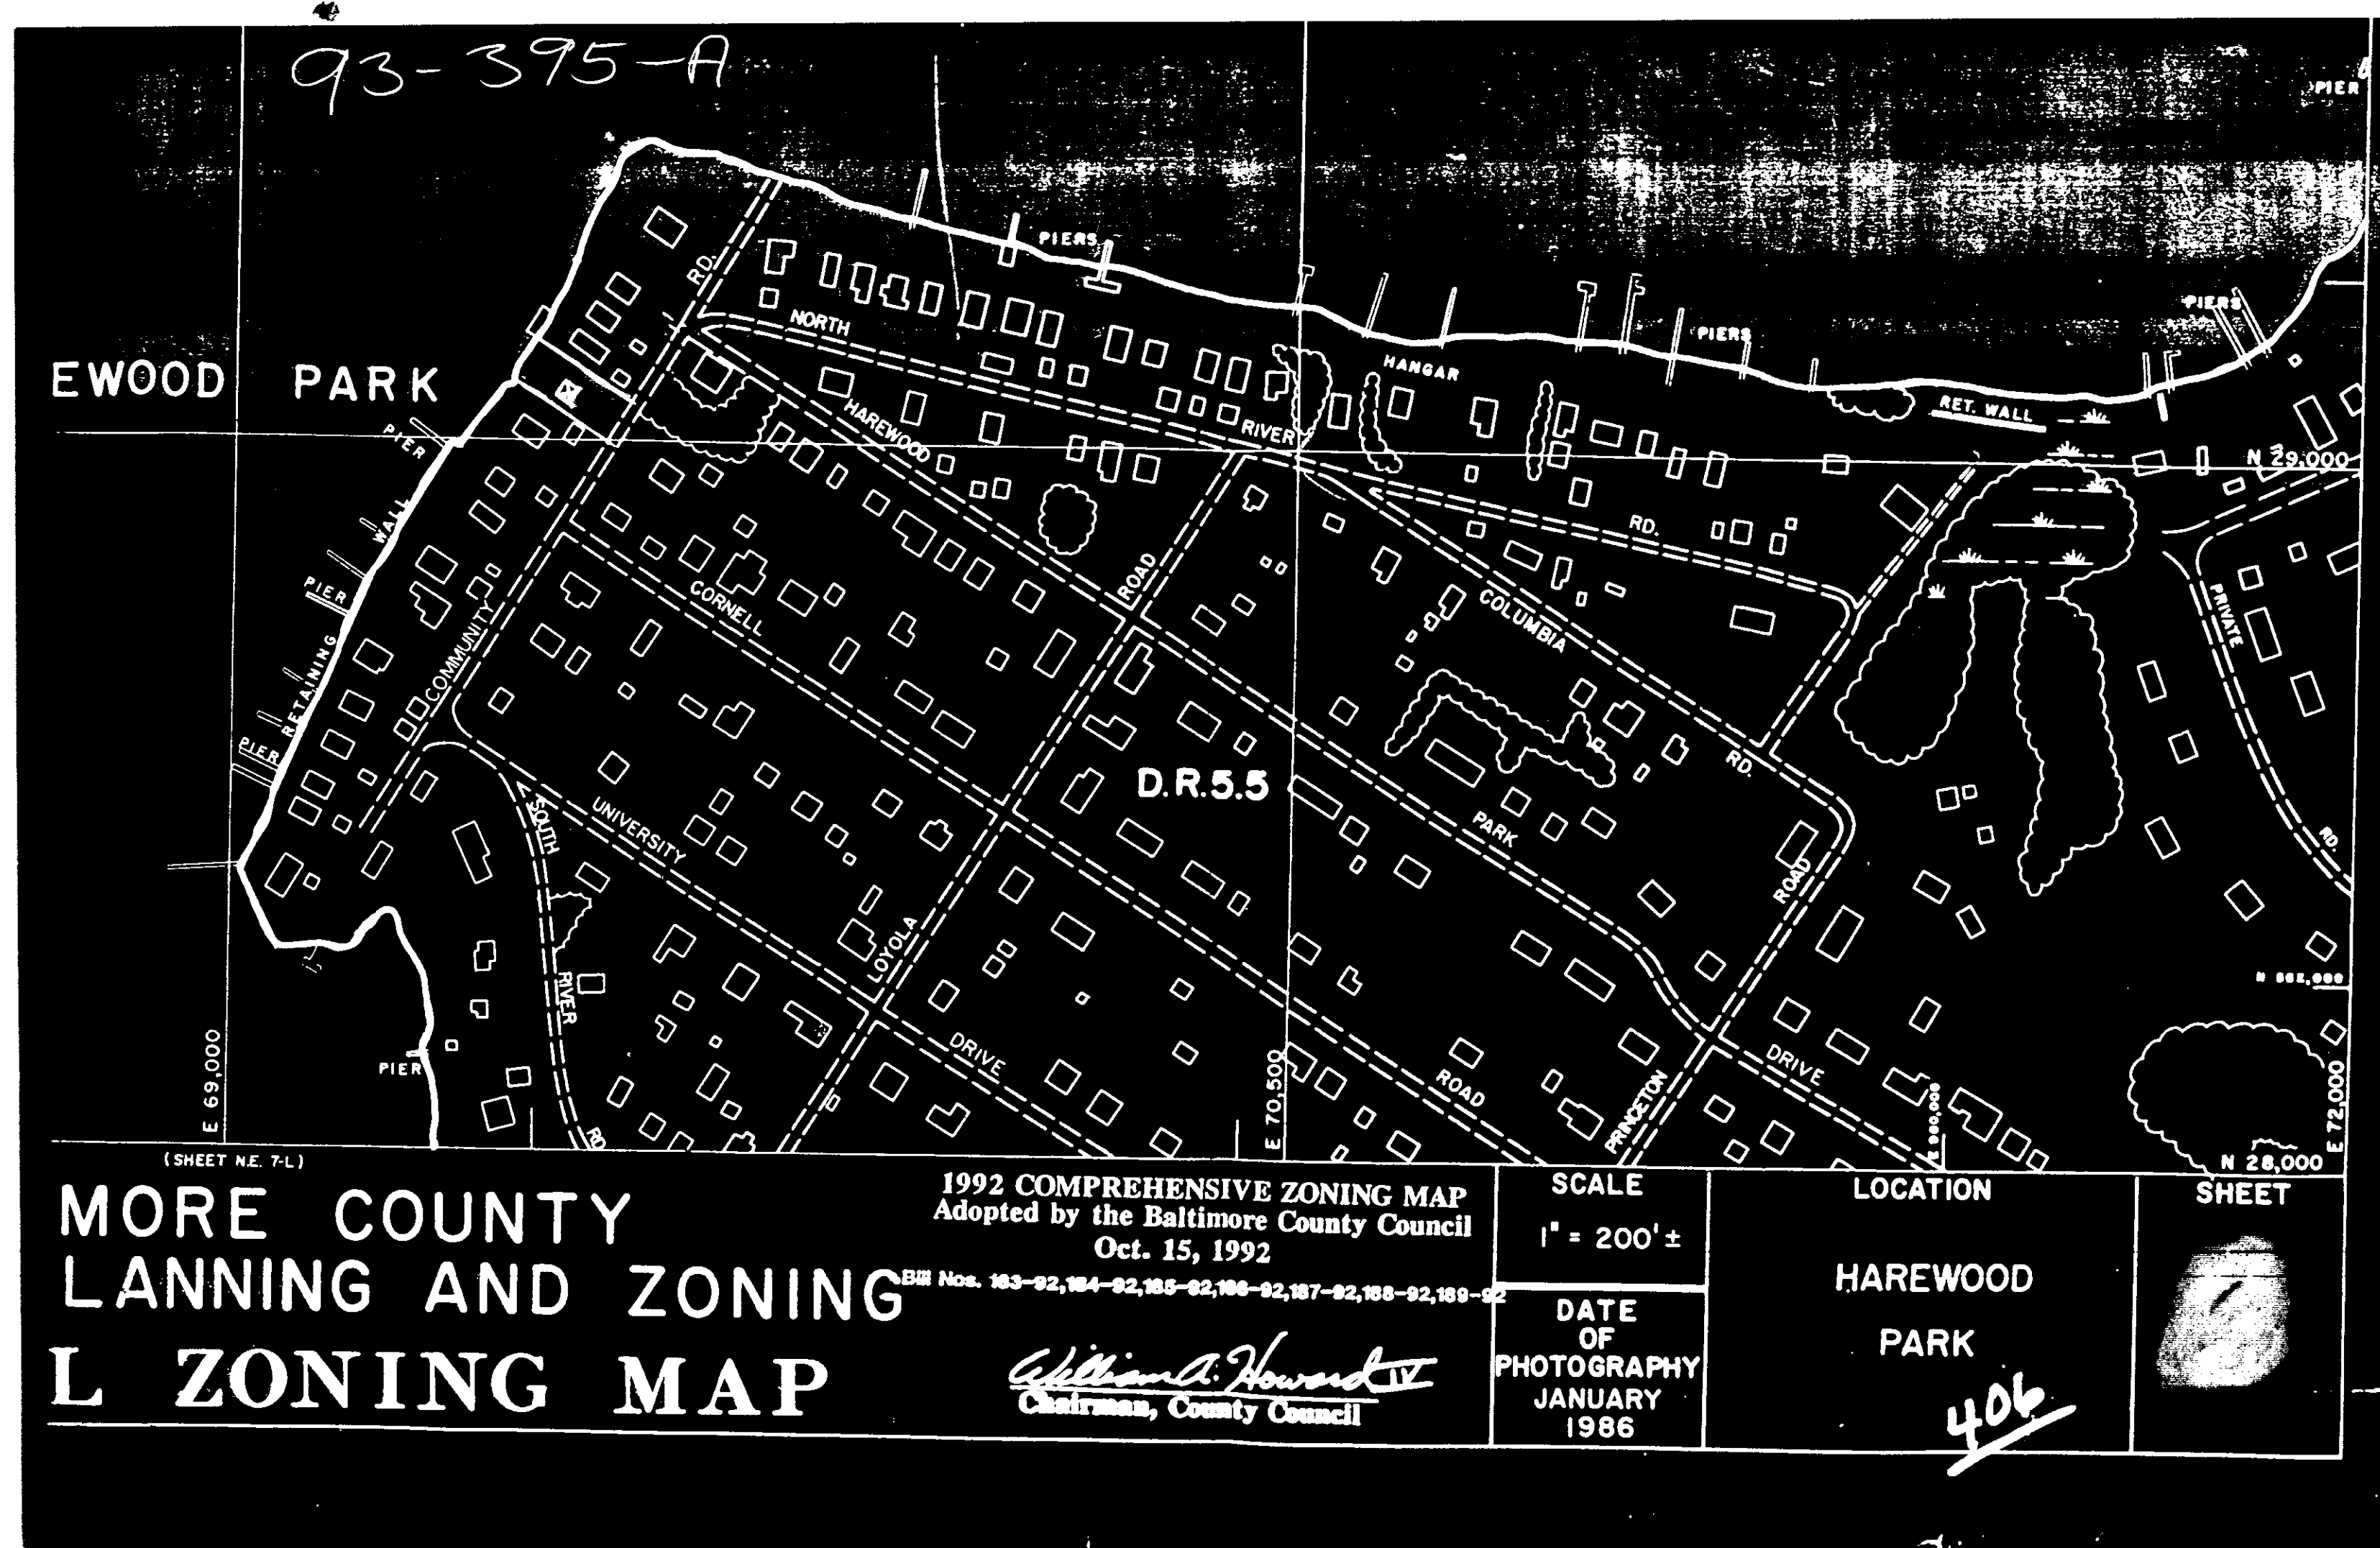 93-395-A
PIER
PIERS
RD.
NORTH
PIERS
PIERS
HANGAR
EWOOD PARK
RET. WALL
HAREWOOD
RIVER
PIER
N 29,000
WALL
RD.
ROAD
PIER
CORNELL
COLUMBIA
PRIVATE
COMMUNITY
RETAINING
PIER
RD.
D.R.5.5
SOUTH
UNIVERSITY
PARK
RD.
ROAD
LOYOLA
RIVER
DRIVE
DRIVE
PIER
ROAD
E 69,000
E 70,500
PRINCETON
E 72,000
RD
N 28,000
(SHEET N.E. 7-L)
MORE COUNTY
LANNING AND ZONING
L ZONING MAP
1992 COMPREHENSIVE ZONING MAP
Adopted by the Baltimore County Council
Oct. 15, 1992
Bill Nos. 183-92,184-92,185-92,186-92,187-92,188-92,189-92
William A. Howard IV
Chairman, County Council
SCALE
1" = 200'±
DATE
OF
PHOTOGRAPHY
JANUARY
1986
LOCATION
HAREWOOD
PARK
406
SHEET